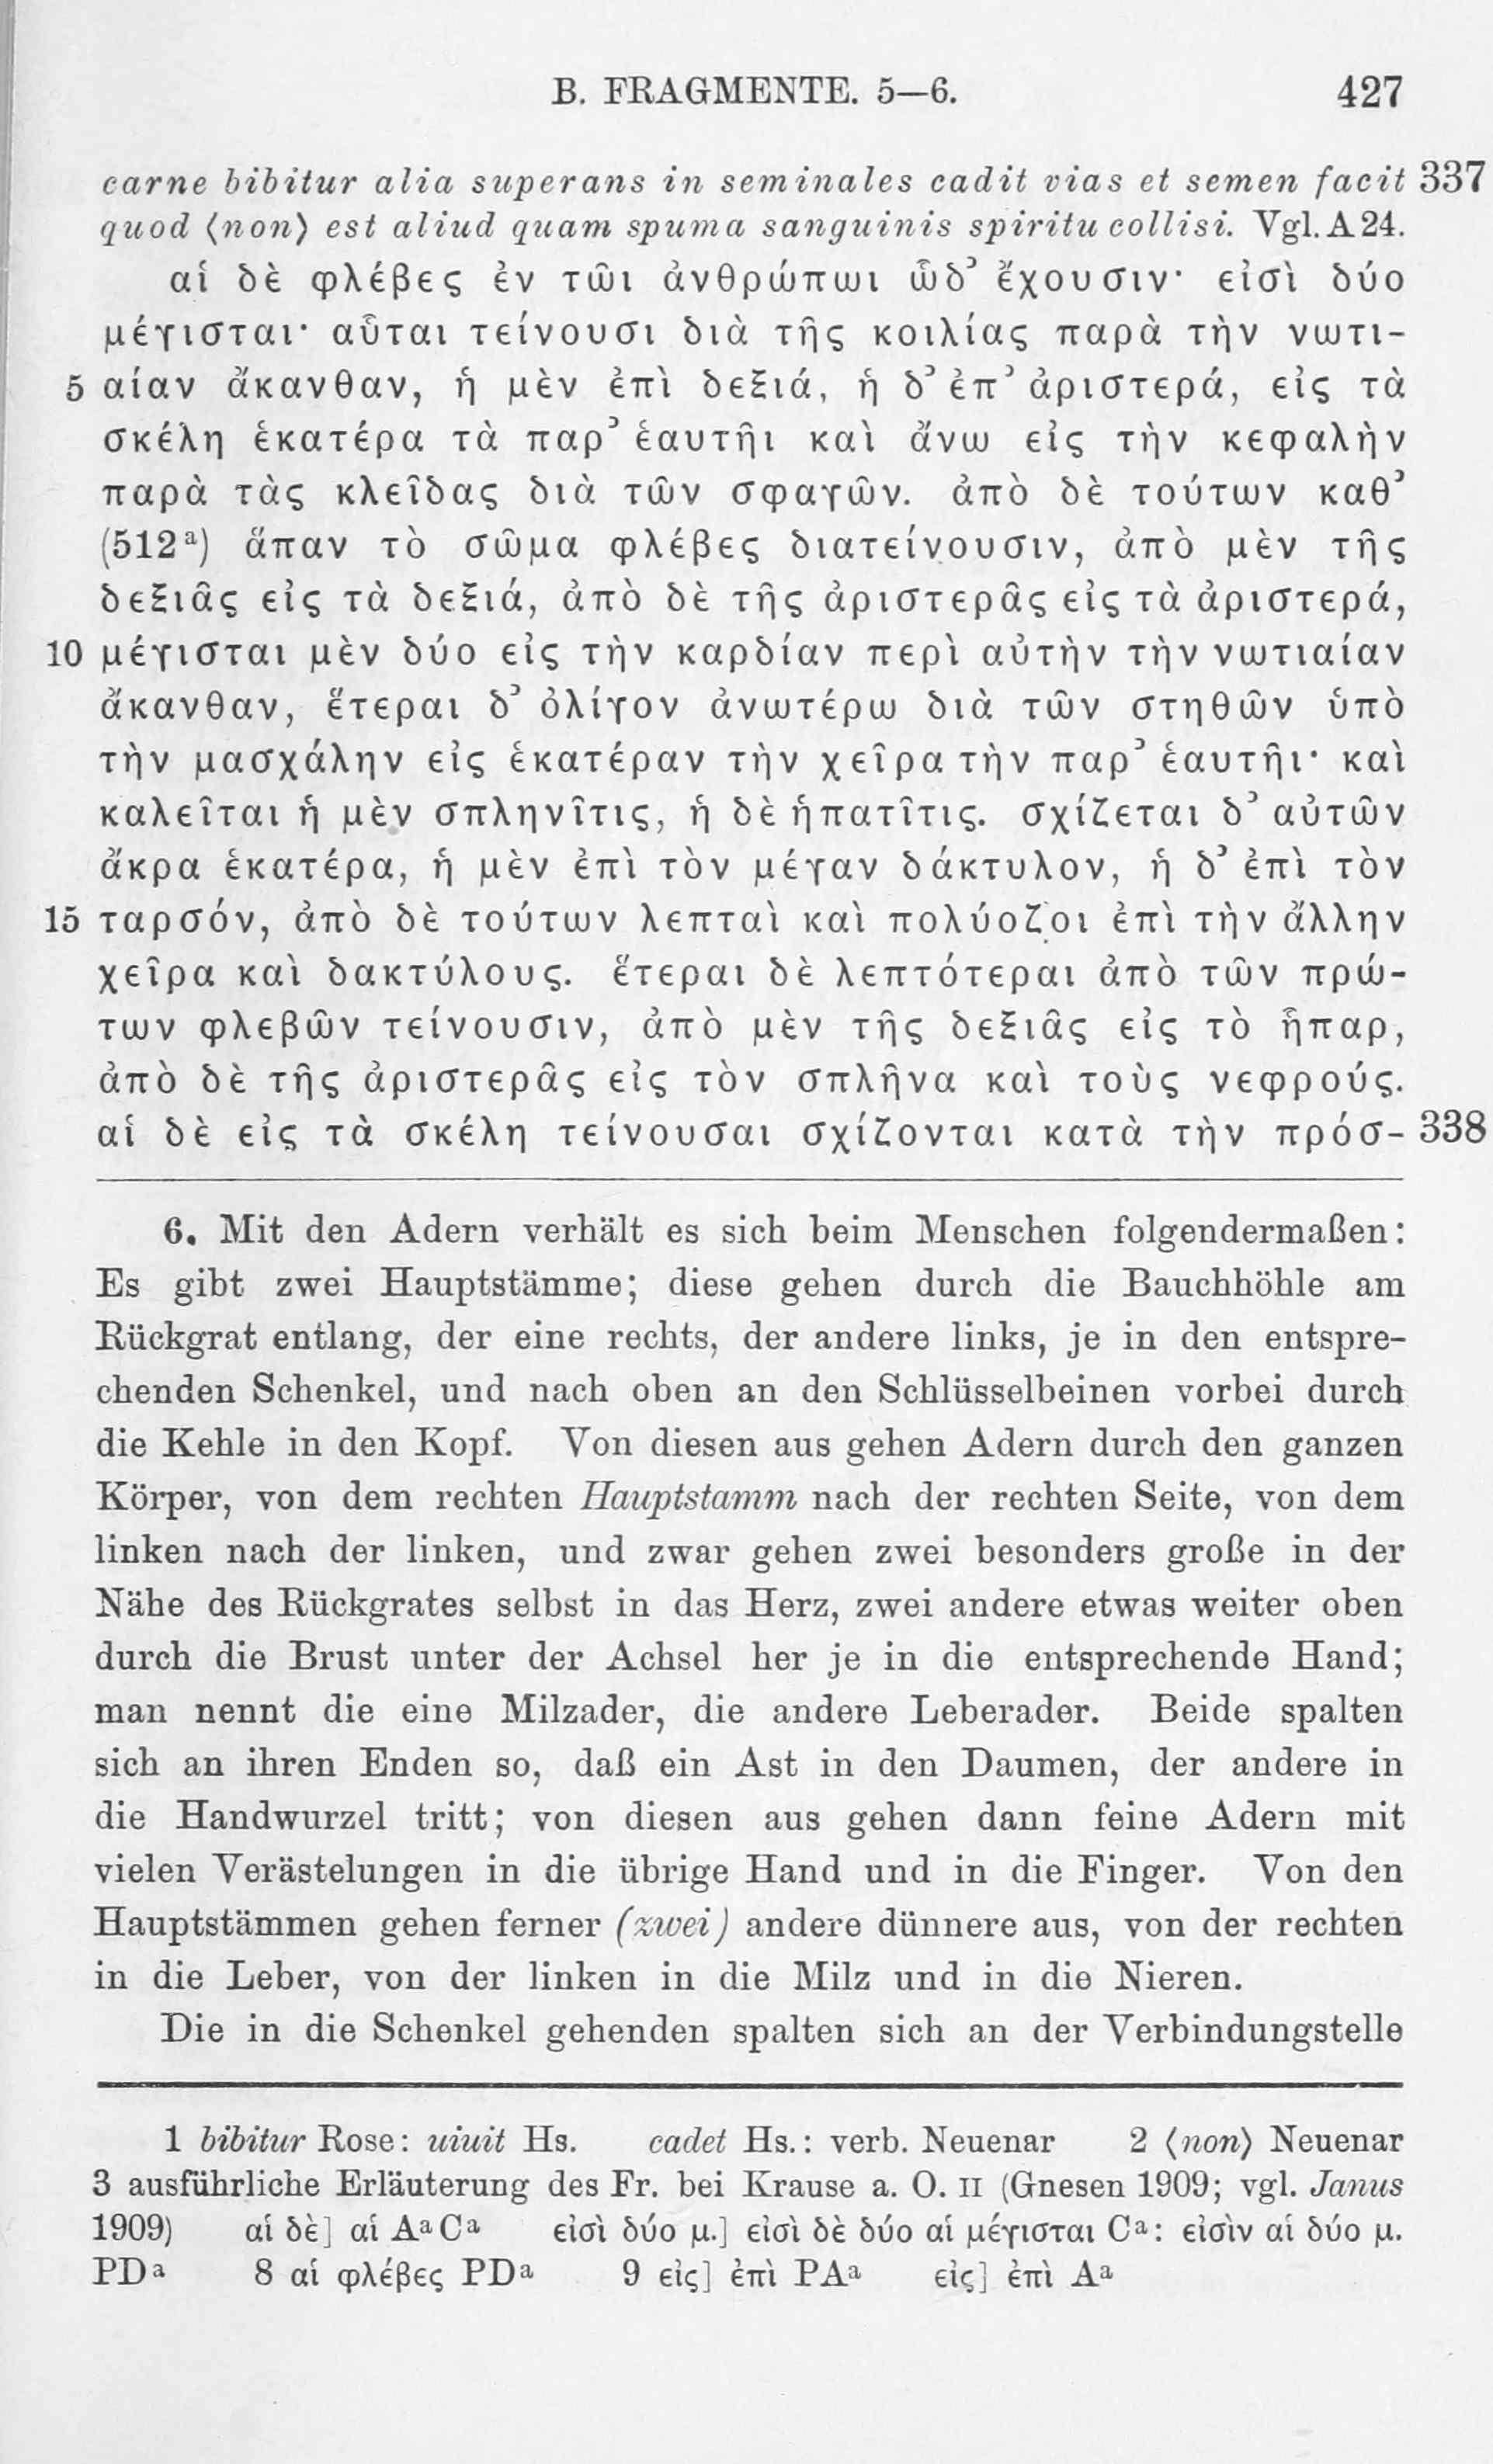 B. FRAGMENTE. 5—6. 427
carne bibitur alia superans in seminales cadit vias et semen facit 337
quod ⟨non⟩ est aliud quam spuma sanguinis spiritu collisi. Vgl. A 24.
αἱ δὲ φλέβες ἐν τῶι ἀνθρώπωι ὧδ’ ἔχουσιν· εἰσὶ δύο
μέγισται· αὗται τείνουσι διὰ τῆς κοιλίας παρὰ τὴν νωτι-
5 αίαν ἄκανθαν, ἡ μὲν ἐπὶ δεξιά, ἡ δ’ ἐπ’ ἀριστερά, εἰς τὰ
σκέλη ἑκατέρα τὰ παρ’ ἑαυτῆι καὶ ἄνω εἰς τὴν κεφαλὴν
παρὰ τὰς κλεῖδας διὰ τῶν σφαγῶν. ἀπὸ δὲ τούτων καθ’
(512ᵃ) ἅπαν τὸ σῶμα φλέβες διατείνουσιν, ἀπὸ μὲν τῆς
δεξιᾶς εἰς τὰ δεξιά, ἀπὸ δὲ τῆς ἀριστερᾶς εἰς τὰ ἀριστερά,
10 μέγισται μὲν δύο εἰς τὴν καρδίαν περὶ αὐτὴν τὴν νωτιαίαν
ἄκανθαν, ἕτεραι δ’ ὀλίγον ἀνωτέρω διὰ τῶν στηθῶν ὑπὸ
τὴν μασχάλην εἰς ἑκατέραν τὴν χεῖρα τὴν παρ’ ἑαυτῆι· καὶ
καλεῖται ἡ μὲν σπληνῖτις, ἡ δὲ ἡπατῖτις. σχίζεται δ’ αὐτῶν
ἄκρα ἑκατέρα, ἡ μὲν ἐπὶ τὸν μέγαν δάκτυλον, ἡ δ’ ἐπὶ τὸν
15 ταρσόν, ἀπὸ δὲ τούτων λεπταὶ καὶ πολύοζοι ἐπὶ τὴν ἄλλην
χεῖρα καὶ δακτύλους. ἕτεραι δὲ λεπτότεραι ἀπὸ τῶν πρώ-
των φλεβῶν τείνουσιν, ἀπὸ μὲν τῆς δεξιᾶς εἰς τὸ ἧπαρ,
ἀπὸ δὲ τῆς ἀριστερᾶς εἰς τὸν σπλῆνα καὶ τοὺς νεφρούς.
αἱ δὲ εἰς τὰ σκέλη τείνουσαι σχίζονται κατὰ τὴν πρόσ- 338
6. Mit den Adern verhält es sich beim Menschen folgendermaßen:
Es gibt zwei Hauptstämme; diese gehen durch die Bauchhöhle am
Rückgrat entlang, der eine rechts, der andere links, je in den entspre-
chenden Schenkel, und nach oben an den Schlüsselbeinen vorbei durch
die Kehle in den Kopf. Von diesen aus gehen Adern durch den ganzen
Körper, von dem rechten Hauptstamm nach der rechten Seite, von dem
linken nach der linken, und zwar gehen zwei besonders große in der
Nähe des Rückgrates selbst in das Herz, zwei andere etwas weiter oben
durch die Brust unter der Achsel her je in die entsprechende Hand;
man nennt die eine Milzader, die andere Leberader. Beide spalten
sich an ihren Enden so, daß ein Ast in den Daumen, der andere in
die Handwurzel tritt; von diesen aus gehen dann feine Adern mit
vielen Verästelungen in die übrige Hand und in die Finger. Von den
Hauptstämmen gehen ferner (zwei) andere dünnere aus, von der rechten
in die Leber, von der linken in die Milz und in die Nieren.
Die in die Schenkel gehenden spalten sich an der Verbindungstelle
1 bibitur Rose: uiuit Hs. cadet Hs.: verb. Neuenar 2 ⟨non⟩ Neuenar
3 ausführliche Erläuterung des Fr. bei Krause a. O. II (Gnesen 1909; vgl. Janus
1909) αἱ δὲ] αἱ AᵃCᵃ εἰσὶ δύο μ.] εἰσὶ δὲ δύο αἱ μέγισται Cᵃ: εἰσὶν αἱ δύο μ.
PDᵃ 8 αἱ φλέβες PDᵃ 9 εἰς] ἐπὶ PAᵃ εἰς] ἐπὶ Aᵃ